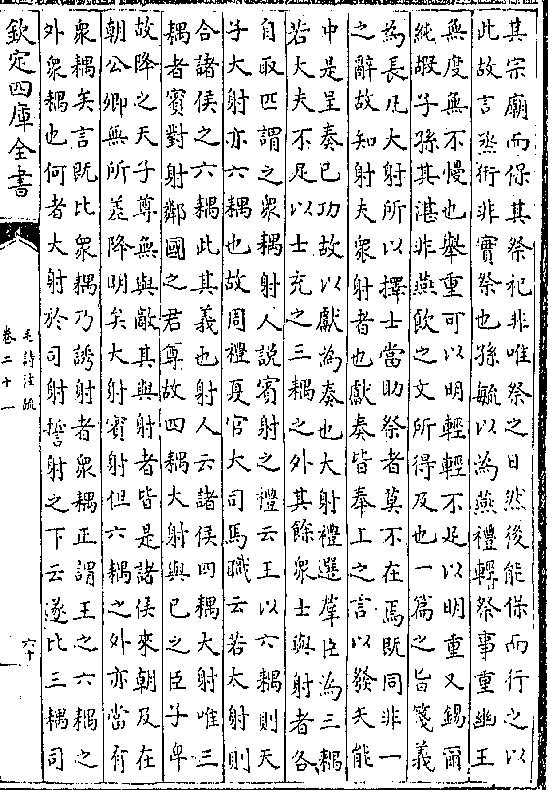 其宗廟而保其祭祀非唯祭之日然後能保而行之以
此故言烝衎非實祭也孫毓以為燕禮輕祭事重幽王
無度無不慢也舉重可以明輕輕不足以明重又錫爾
純嘏子孫其湛非燕飲之文所得及也一篇之旨箋義
為長凡大射所以擇士當助祭者莫不在焉既同非一
之辭故知射夫衆射者也獻奏皆奉上之言以發矢能
中是呈奏已功故以獻為奏也大射禮選羣臣為三耦
若大夫不足以士充之三耦之外其餘衆士與射者各
自取匹謂之衆耦射人説賓射之禮云王以六耦則天
子大射亦六耦也故周禮夏官大司馬職云若大射則
合諸侯之六耦此其義也射人云諸侯四耦大射唯三
耦者賓對射鄰國之君尊故四耦大射與已之臣子卑
故降之天子尊無與敵其與射者皆是諸侯來朝及在
朝公卿無所差降明矣大射賓射但六耦之外亦當有
衆耦矣言既比衆耦乃誘射者衆耦正謂王之六耦之
外衆耦也何者大射於司射誓射之下云遂比三耦司
欽定四庫全書
毛詩注疏
卷二十一
六十